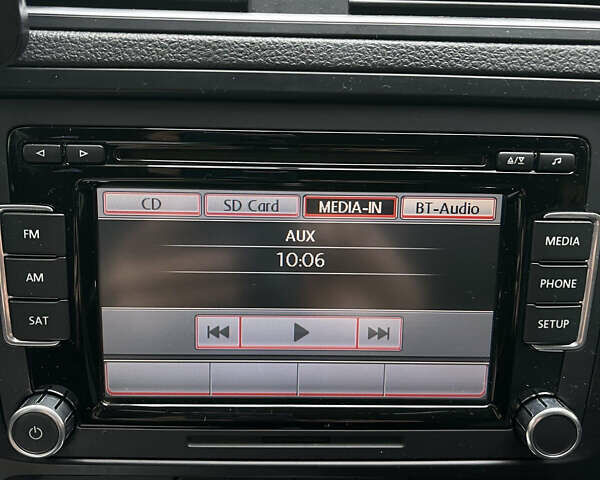 CD SD Card MEDIA-IN BT-Audio
FM
AUX
MEDIA
10:06
AM
PHONE
SAT
SETUP